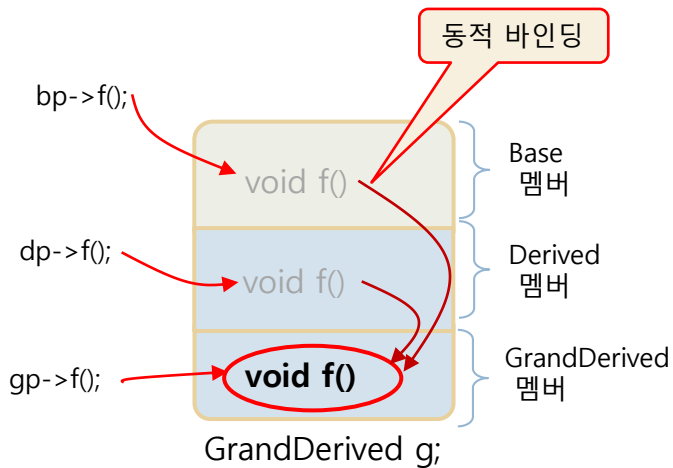 동적 바인딩
bp->f();
void f()
Base
멤버
dp->f();
void f()
Derived
멤버
gp->f();
void f()
GrandDerived
멤버
GrandDerived g;